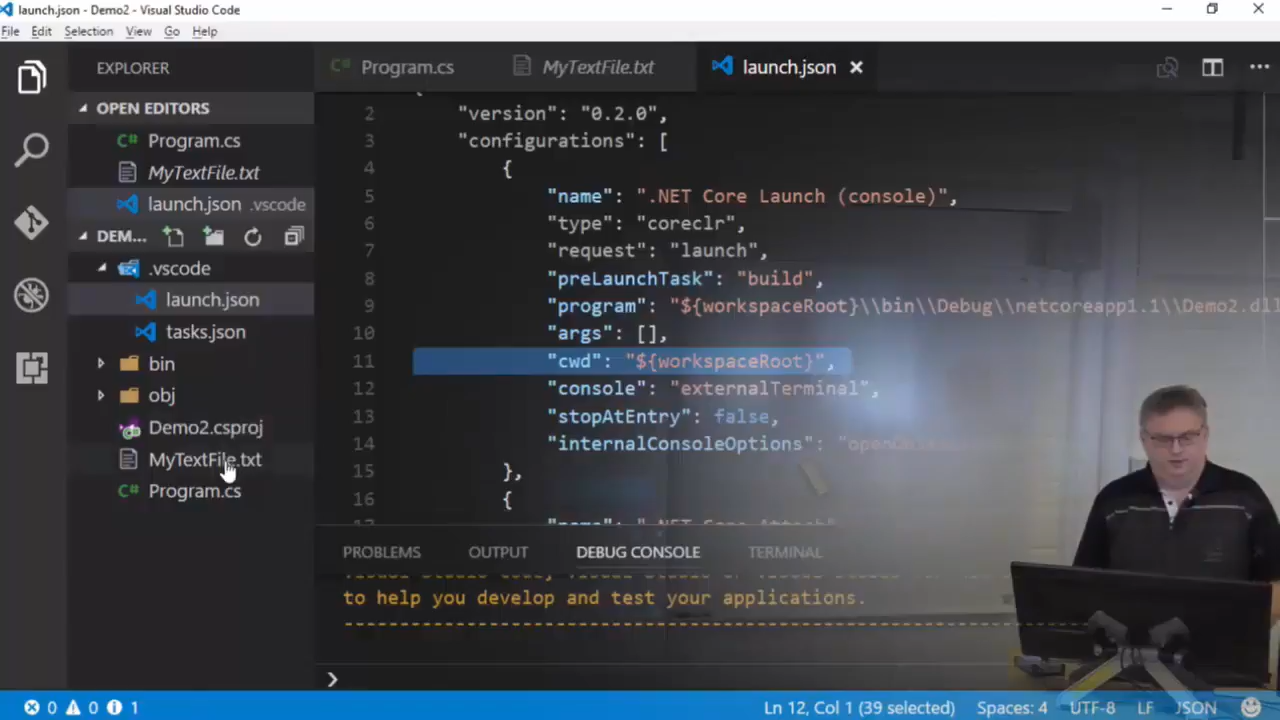 launch.json - Demo2 - Visual Studio Code
File Edit Selection View Go Help
EXPLORER
OPEN EDITORS
Program.cs
MyTextFile.txt
launch.json .vscode
DEM...
.vscode
launch.json
tasks.json
bin
obj
Demo2.csproj
MyTextFile.txt
Program.cs
Program.cs MyTextFile.txt launch.json
2 "version": "0.2.0",
3 "configurations": [
4 {
5 "name": ".NET Core Launch (console)",
6 "type": "coreclr",
7 "request": "launch",
8 "preLaunchTask": "build",
9 "program": "${workspaceRoot}\\bin\\Debug\\netcoreapp1.1\\Demo2.dll
10 "args": [],
11 "cwd": "${workspaceRoot}",
12 "console": "externalTerminal",
13 "stopAtEntry": false,
14 "internalConsoleOptions":
15 },
16 {
".NET Core Attach"
PROBLEMS OUTPUT DEBUG CONSOLE TERMINAL
to help you develop and test your applications.
0 0 1 Ln 12, Col 1 (39 selected) Spaces: 4 UTF-8 LF JSON